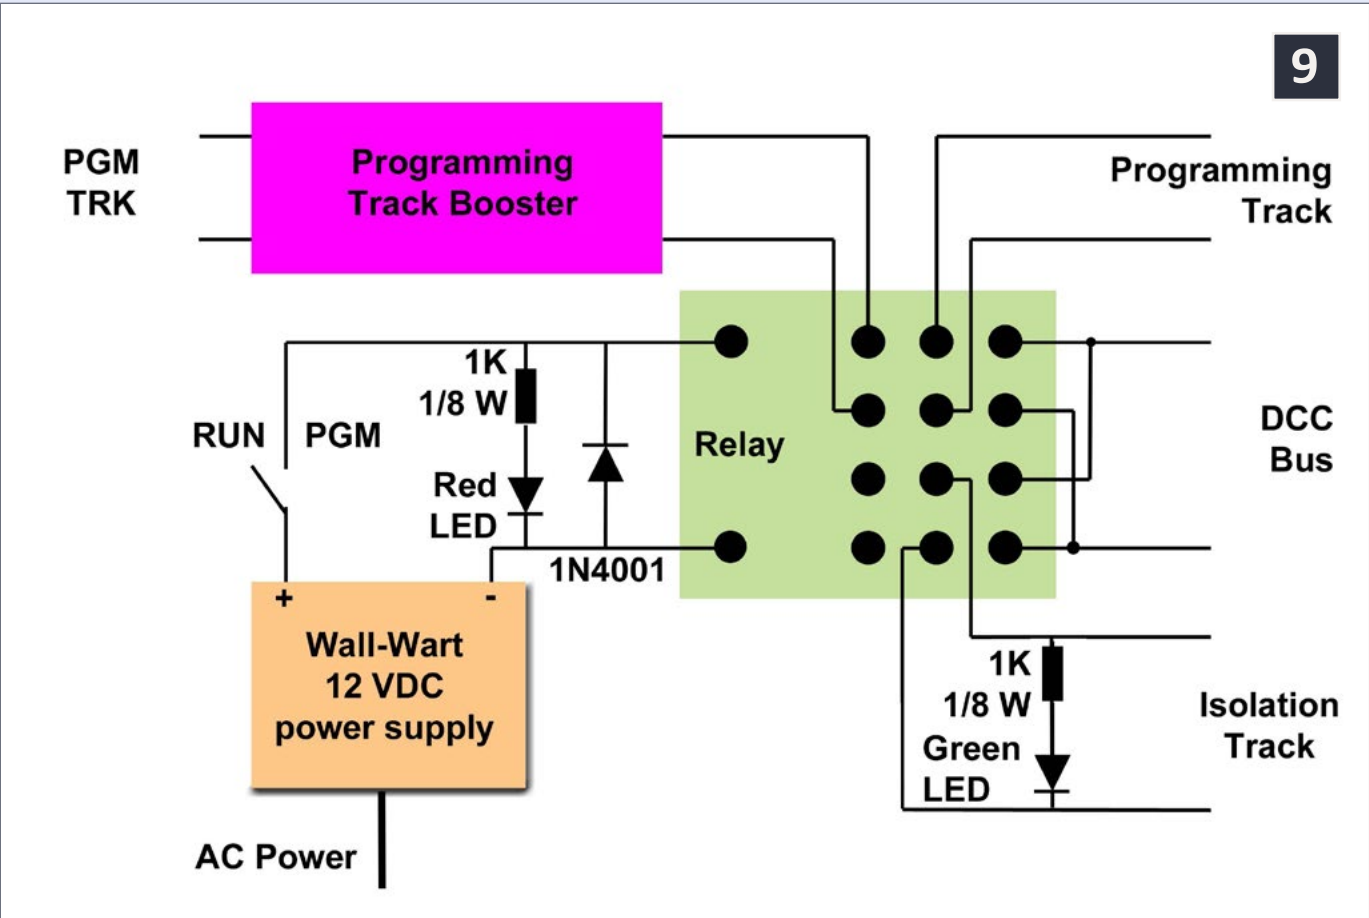 9
PGM
TRK
Programming
Track Booster
Programming
Track
1K
1/8 W
RUN
PGM
Red
LED
1N4001
Relay
DCC
Bus
+
-
Wall-Wart
12 VDC
power supply
1K
1/8 W
Green
LED
Isolation
Track
AC Power